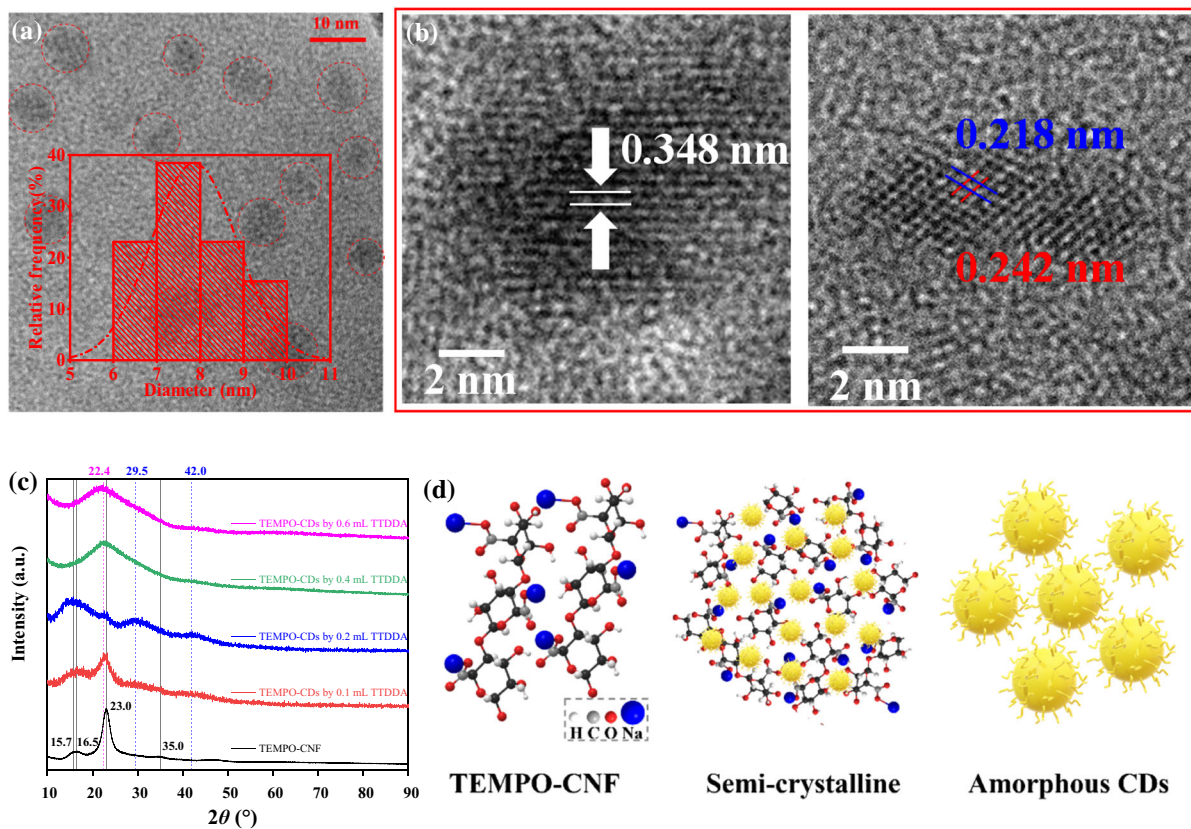 (a)
10 nm
Relative frequency(%)
40
30
20
10
0
5 6 7 8 9 10 11
Diameter (nm)
(b)
0.348 nm
2 nm
0.218 nm
0.242 nm
2 nm
(c)
22.4 29.5 42.0
TEMPO-CDs by 0.6 mL TTDDA
TEMPO-CDs by 0.4 mL TTDDA
TEMPO-CDs by 0.2 mL TTDDA
TEMPO-CDs by 0.1 mL TTDDA
23.0
15.7 16.5 35.0
TEMPO-CNF
Intensity (a.u.)
10 20 30 40 50 60 70 80 90
2θ (°)
(d)
H C O Na
TEMPO-CNF
Semi-crystalline
Amorphous CDs